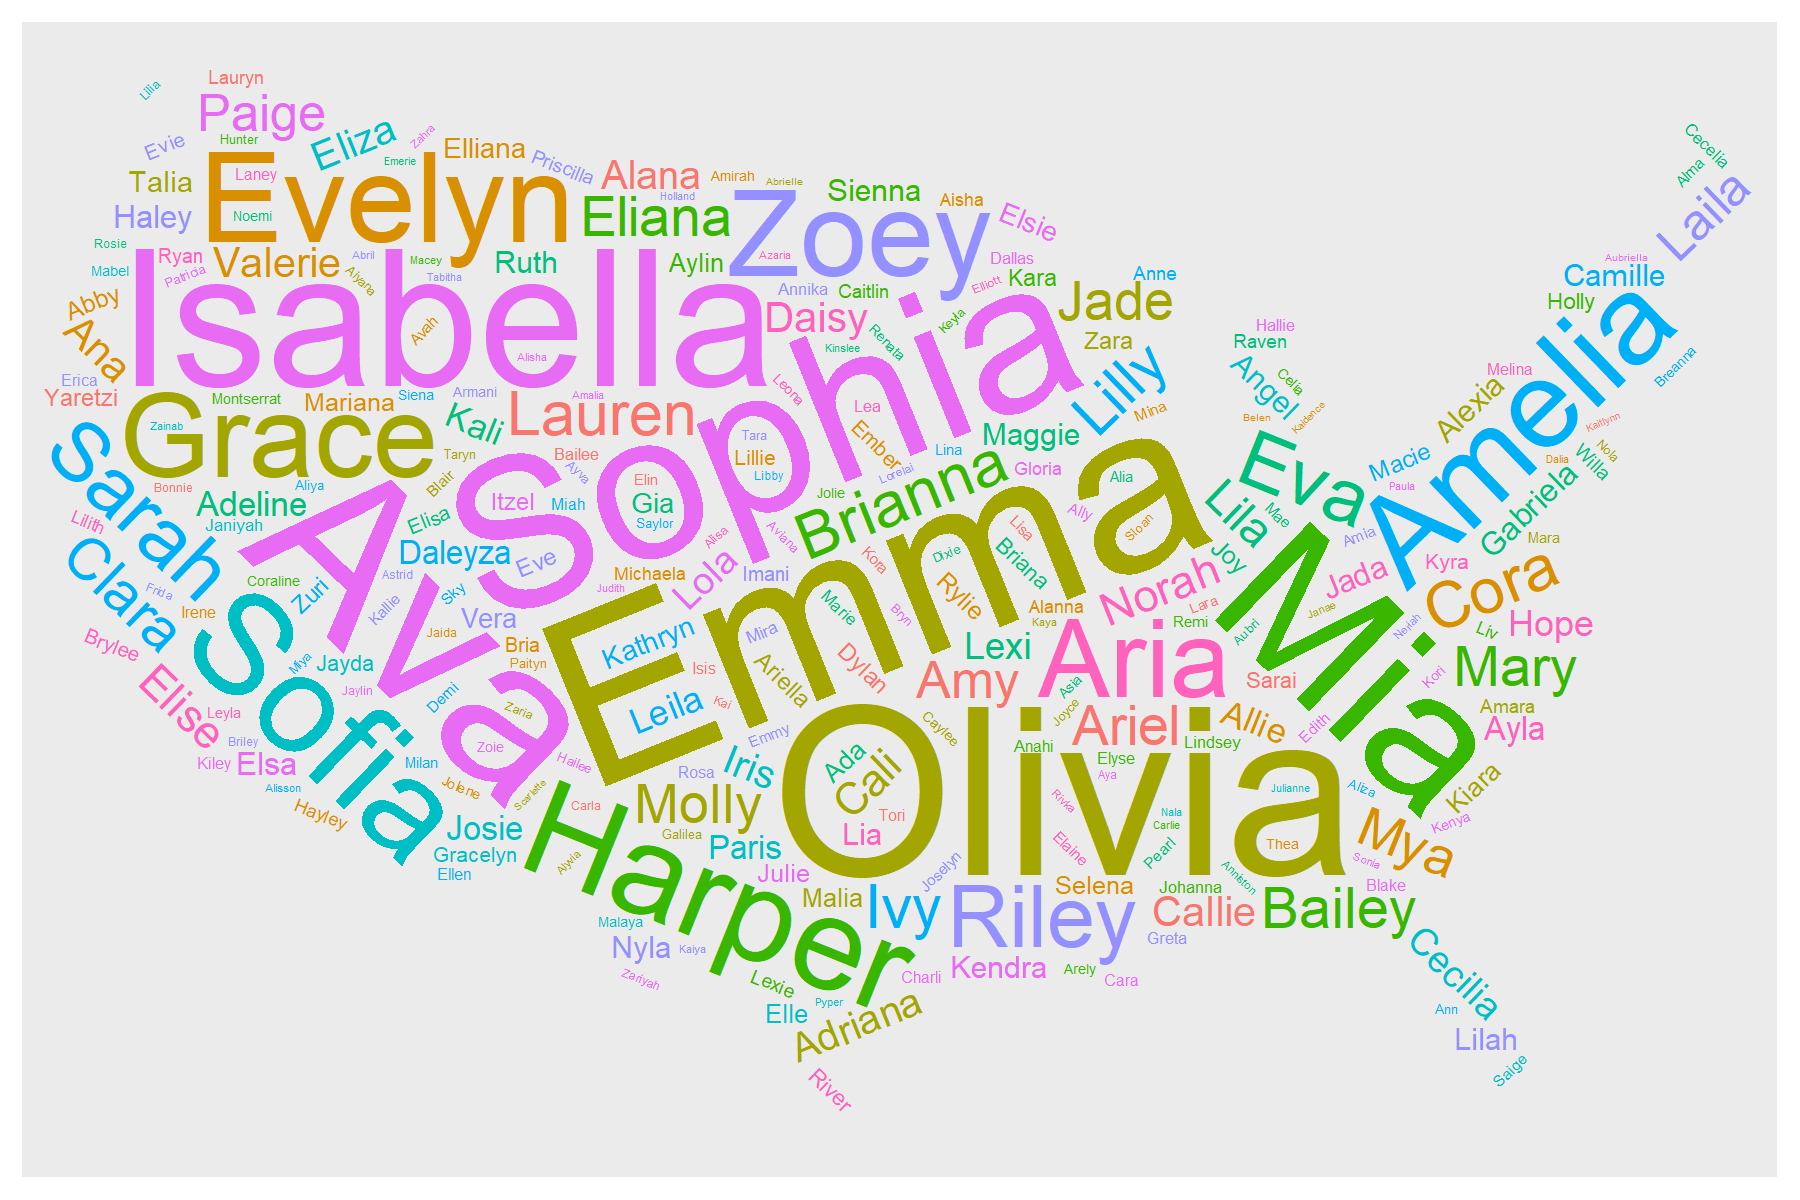 Lauryn
Lilla
Paige
Hunter
Eliza
Zahra
Evie
Emerie
Elliana
Priscilla
Alana
Amirah
Abrielle
Sienna
Aisha
Elsie
Cecelia
Alma
Laila
Talia
Laney
Evelyn
Holland
Haley
Noemi
Eliana
Zoey
Rosie
Ryan
Valerie
Abril
Macey
Ruth
Aylin
Azaria
Dallas
Mabel
Patricia
Aiyana
Tabitha
Annika
Caitlin
Elliott
Kara
Anne
Aubriella
Camille
Abby
Isabella
Daisy
Jade
Holly
Ana
Avah
Alisha
Kinslee
Renata
Keyla
Zara
Hallie
Raven
Amelia
Erica
Yaretzi
Montserrat
Mariana
Siena
Armani
Amalia
Leona
Sophia
Lilly
Angel
Celia
Melina
Breanna
Zainab
Grace
Kali
Lauren
Lea
Mina
Belen
Kaidence
Alexia
Kaitlynn
Sarah
Taryn
Bailee
Tara
Lillie
Libby
Ember
Lina
Maggie
Nola
Bonnie
Aliya
Blair
Ayva
Elin
Lorelai
Gloria
Alia
Eva
Macie
Dalia
Willa
Lilith
Adeline
Janiyah
Elisa
Itzel
Miah
Gia
Saylor
Jolie
Brianna
Ally
Lila
Mae
Paula
Gabriela
Clara
Daleyza
Ava
Eve
Alisa
Aviana
Lisa
Sloan
Joy
Amia
Mara
Frida
Coraline
Astrid
Michaela
Judith
Lola
Imani
Kora
Dixie
Briana
Norah
Jada
Kyra
Irene
Zuri
Kallie
Sky
Vera
Emma
Marie
Bryn
Rylie
Alanna
Kaya
Lara
Remi
Mia
Janae
Cora
Brylee
Sofia
Miya
Jaida
Bria
Kathryn
Mira
Lexi
Aria
Aubri
Neriah
Liv
Hope
Elise
Jayda
Jaylin
Paityn
Isis
Ariella
Dylan
Amy
Asia
Sarai
Kori
Mary
Leyla
Demi
Zaria
Leila
Kai
Joyce
Ariel
Allie
Edith
Amara
Briley
Kiley
Elsa
Zoie
Emmy
Caylee
Anahi
Lindsey
Ayla
Alisson
Milan
Jolene
Hailee
Iris
Rosa
Ada
Cali
Olivia
Elyse
Aya
Julianne
Aliza
Kiara
Hayley
Scarlette
Carla
Molly
Tori
Rivka
Nala
Carlie
Kenya
Josie
Harper
Galilea
Lia
Elaine
Pearl
Thea
Mya
Gracelyn
Ellen
Alyvia
Paris
Julie
Joselyn
Selena
Johanna
Anniston
Sonia
Blake
Malia
Ivy
Riley
Callie
Bailey
Malaya
Nyla
Kaiya
Greta
Cecilia
Zariyah
Lexie
Charli
Kendra
Arely
Cara
Elle
Pyper
Ann
Adriana
Lilah
River
Saige